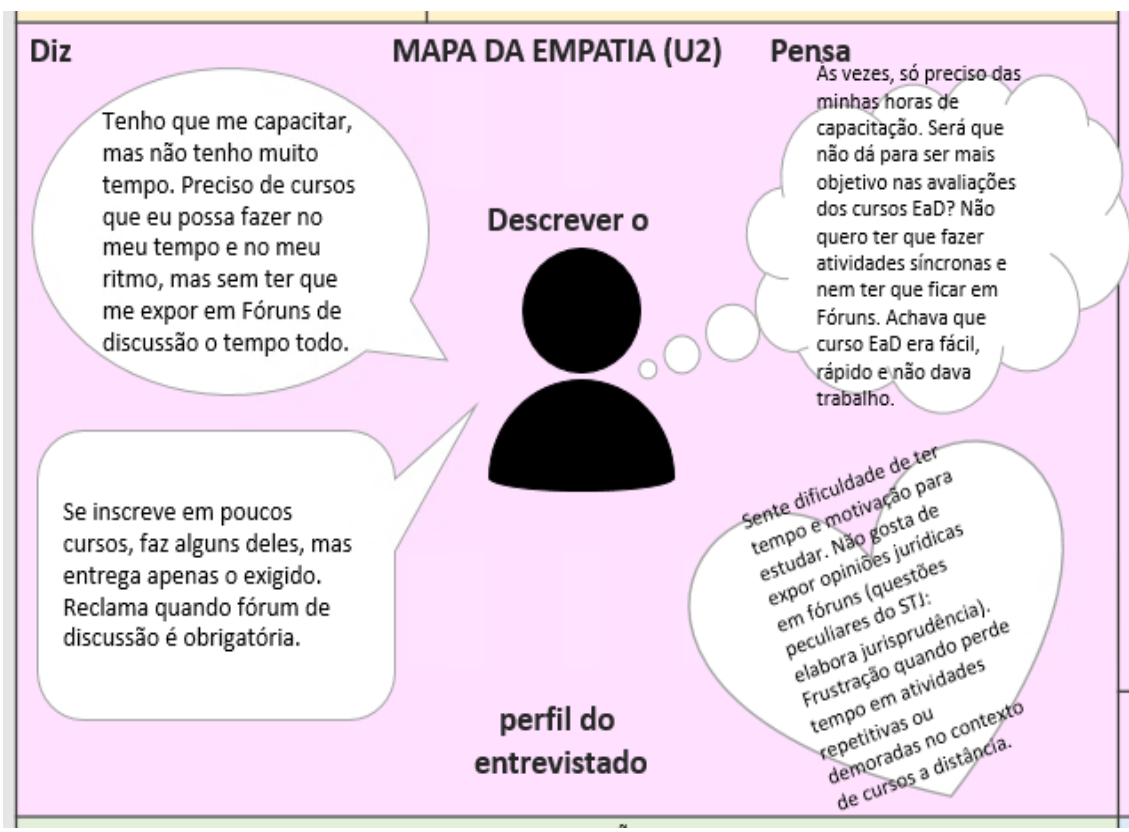 Diz
MAPA DA EMPATIA (U2)
Pensa
Tenho que me capacitar,
mas não tenho muito
tempo. Preciso de cursos
que eu possa fazer no
meu tempo e no meu
ritmo, mas sem ter que
me expor em Fóruns de
discussão o tempo todo.
Às vezes, só preciso das
minhas horas de
capacitação. Será que
não dá para ser mais
objetivo nas avaliações
dos cursos EaD? Não
quero ter que fazer
atividades síncronas e
nem ter que ficar em
Fóruns. Achava que
curso EaD era fácil,
rápido e não dava
trabalho.
Descrever o
Se inscreve em poucos
cursos, faz alguns deles, mas
entrega apenas o exigido.
Reclama quando fórum de
discussão é obrigatória.
Sente dificuldade de ter
tempo e motivação para
estudar. Não gosta de
expor opiniões jurídicas
em fóruns (questões
peculiares do STJ:
elabora jurisprudência).
Frustração quando perde
tempo em atividades
repetitivas ou
demoradas no contexto
de cursos a distância.
perfil do
entrevistado